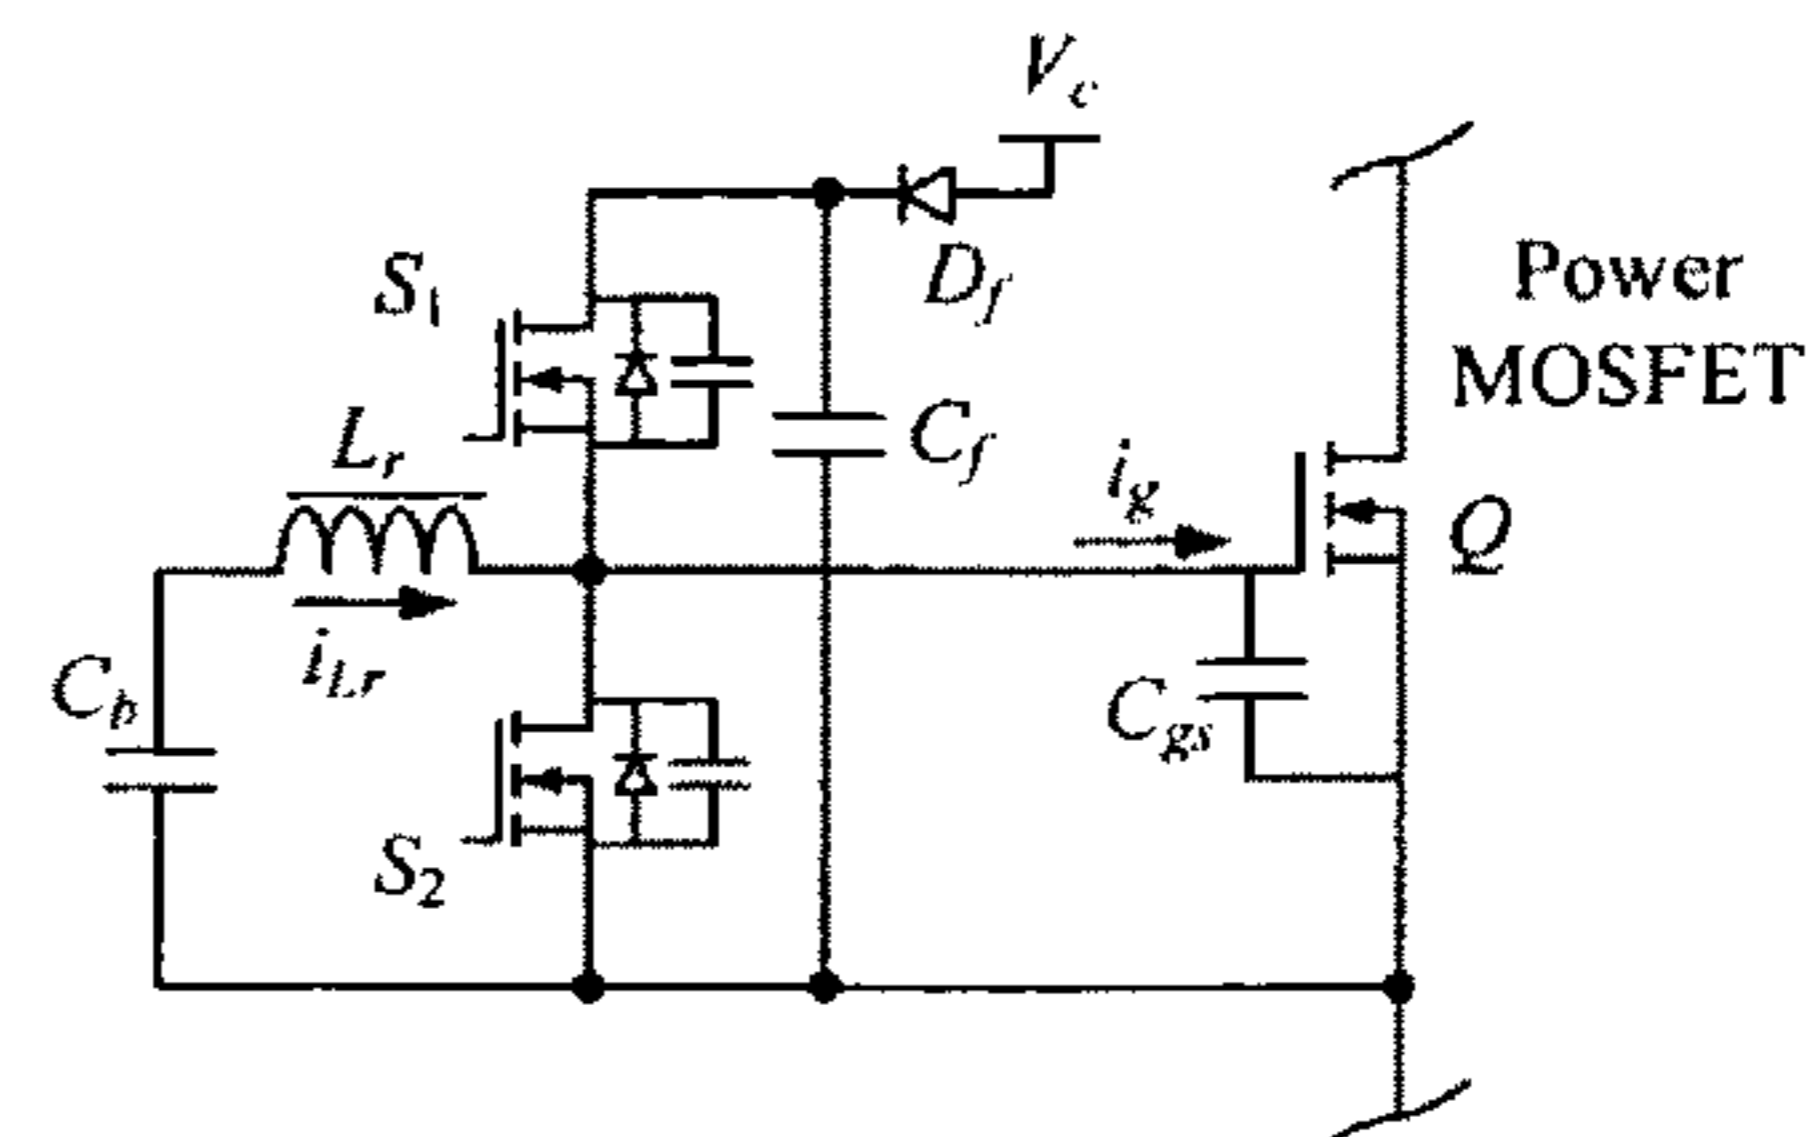 V_c
S_1
D_f
Power
MOSFET
L_r
C_f
i_g
Q
i_Lr
C_b
C_gs
S_2